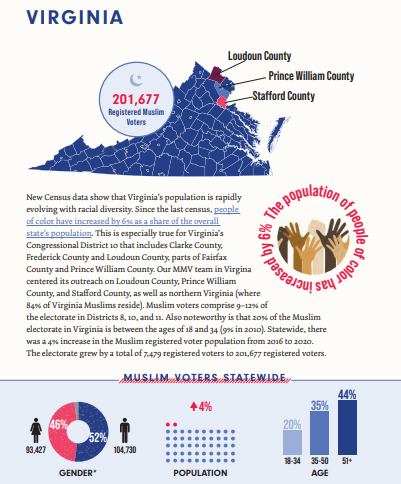 VIRGINIA
Loudoun County
Prince William County
Stafford County
201,677
Registered Muslim
Voters
New Census data show that Virginia's population is rapidly
evolving with racial diversity. Since the last census, people
of color have increased by 6% as a share of the overall
state's population. This is especially true for Virginia's
Congressional District 10 that includes Clarke County,
Frederick County and Loudoun County, parts of Fairfax
County and Prince William County. Our MMV team in Virginia
centered its outreach on Loudoun County, Prince William
County, and Stafford County, as well as northern Virginia (where
84% of Virginia Muslims reside). Muslim voters comprise 9–12% of
the electorate in Districts 8, 10, and 11. Also noteworthy is that 20% of the Muslim
electorate in Virginia is between the ages of 18 and 34 (9% in 2010). Statewide, there
was a 4% increase in the Muslim registered voter population from 2016 to 2020.
The electorate grew by a total of 7,479 registered voters to 201,677 registered voters.
The population of people of color has increased by 6%
MUSLIM VOTERS STATEWIDE
46%
52%
93,427
104,730
GENDER*
4%
POPULATION
20%
35%
44%
18-34
35-50
51+
AGE